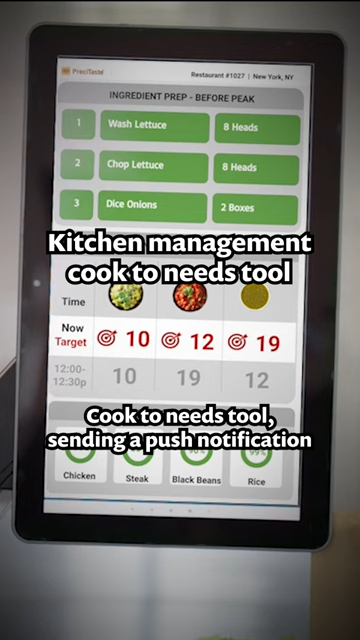 PreciTaste
Restaurant #1027 | New York, NY
INGREDIENT PREP - BEFORE PEAK
1 Wash Lettuce 8 Heads
2 Chop Lettuce 8 Heads
3 Dice Onions 2 Boxes
Kitchen management
cook to needs tool
Time
Now
Target 10 12 19
12:00-
12:30p 10 19 12
Cook to needs tool,
sending a push notification
Chicken Steak Black Beans Rice